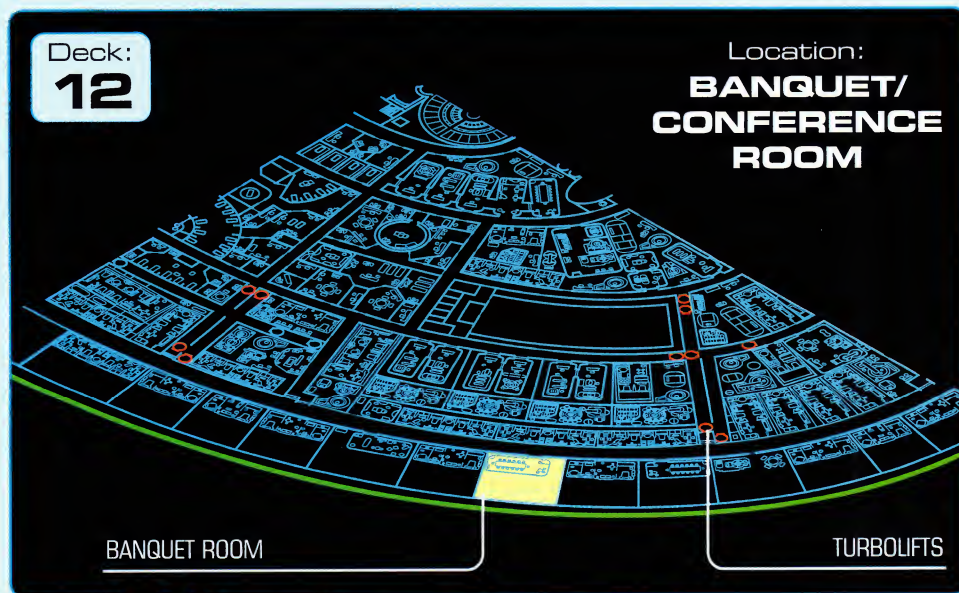 Deck:
12
Location:
BANQUET/
CONFERENCE
ROOM
BANQUET ROOM
TURBOLIFTS